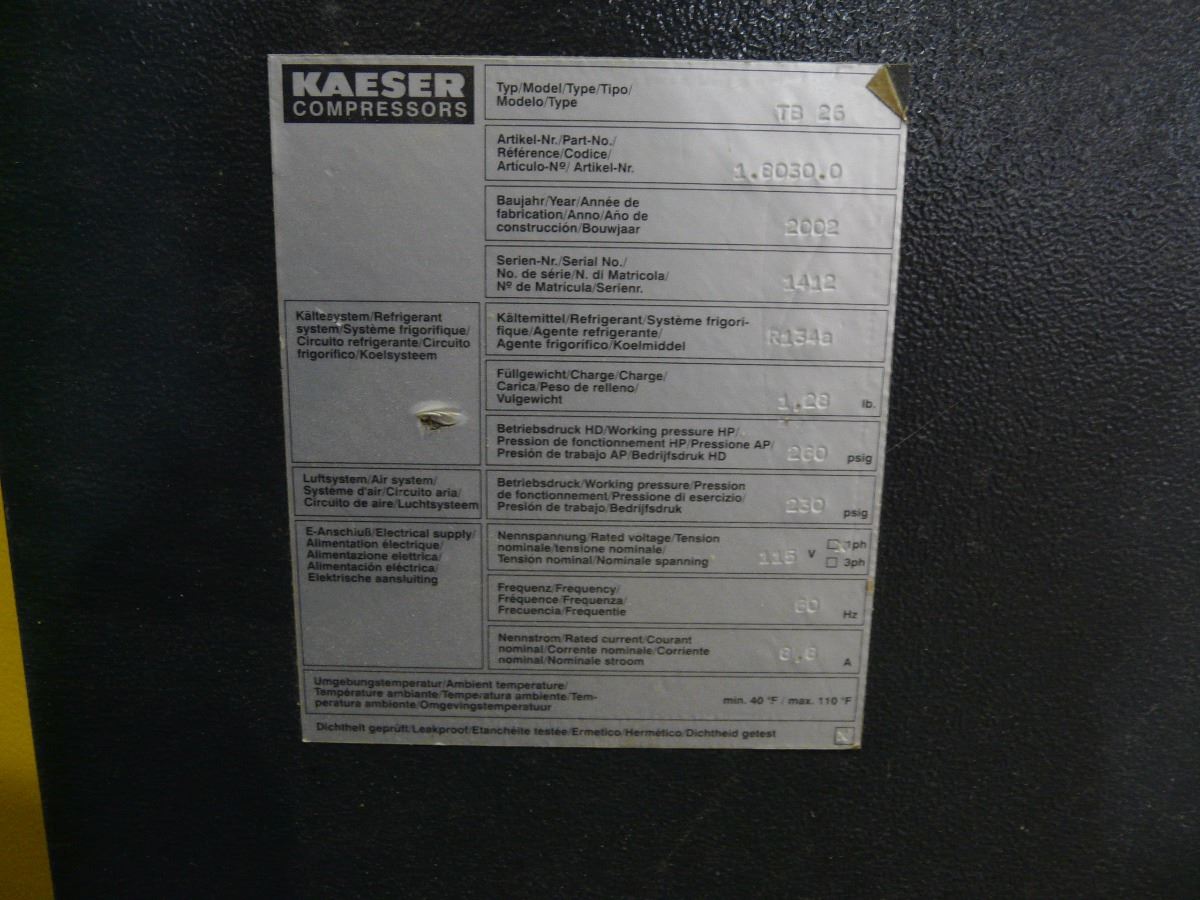 KAESER
COMPRESSORS
Typ/Model/Type/Tipo/
Modelo/Type
TB 26
Artikel-Nr./Part-No./
Référence/Codice/
Articulo-Nº/ Artikel-Nr.
1.8030.0
Baujahr/Year/Année de
fabrication/Anno/Año de
construcción/Bouwjaar
2002
Serien-Nr./Serial No./
No. de série/N. di Matricola/
Nº de Matricula/Serienr.
1412
Kältesystem/Refrigerant
system/Système frigorifique/
Circuito refrigerante/Circuito
frigorífico/Koelsysteem
Kältemittel/Refrigerant/Système frigori-
fique/Agente refrigerante/
Agente frigorífico/Koelmiddel
R134a
Füllgewicht/Charge/Charge/
Carica/Peso de relleno/
Vulgewicht
1,28 lb.
Betriebsdruck HD/Working pressure HP/
Pression de fonctionnement HP/Pressione AP/
Presión de trabajo AP/Bedrijfsdruk HD
260 psig
Luftsystem/Air system/
Système d'air/Circuito aria/
Circuito de aire/Luchtsysteem
Betriebsdruck/Working pressure/Pression
de fonctionnement/Pressione di esercizio/
Presión de trabajo/Bedrijfsdruk
230 psig
E-Anschluß/Electrical supply/
Alimentation électrique/
Alimentazione elettrica/
Alimentación eléctrica/
Elektrische aansluiting
Nennspannung/Rated voltage/Tension
nominale/tensione nominale/
Tension nominal/Nominale spanning
115 V
1ph
3ph
Frequenz/Frequency/
Fréquence/Frequenza/
Frecuencia/Frequentie
60 Hz
Nennstrom/Rated current/Courant
nominal/Corrente nominale/Corriente
nominal/Nominale stroom
A
Umgebungstemperatur/Ambient temperature/
Température ambiante/Temperatura ambiente/Tem-
peratura ambiente/Omgevingstemperatuur
min. 40 °F / max. 110 °F
Dichtheit geprüft/Leakproof/Etanchéité testée/Ermetico/Hermético/Dichtheid getest
X